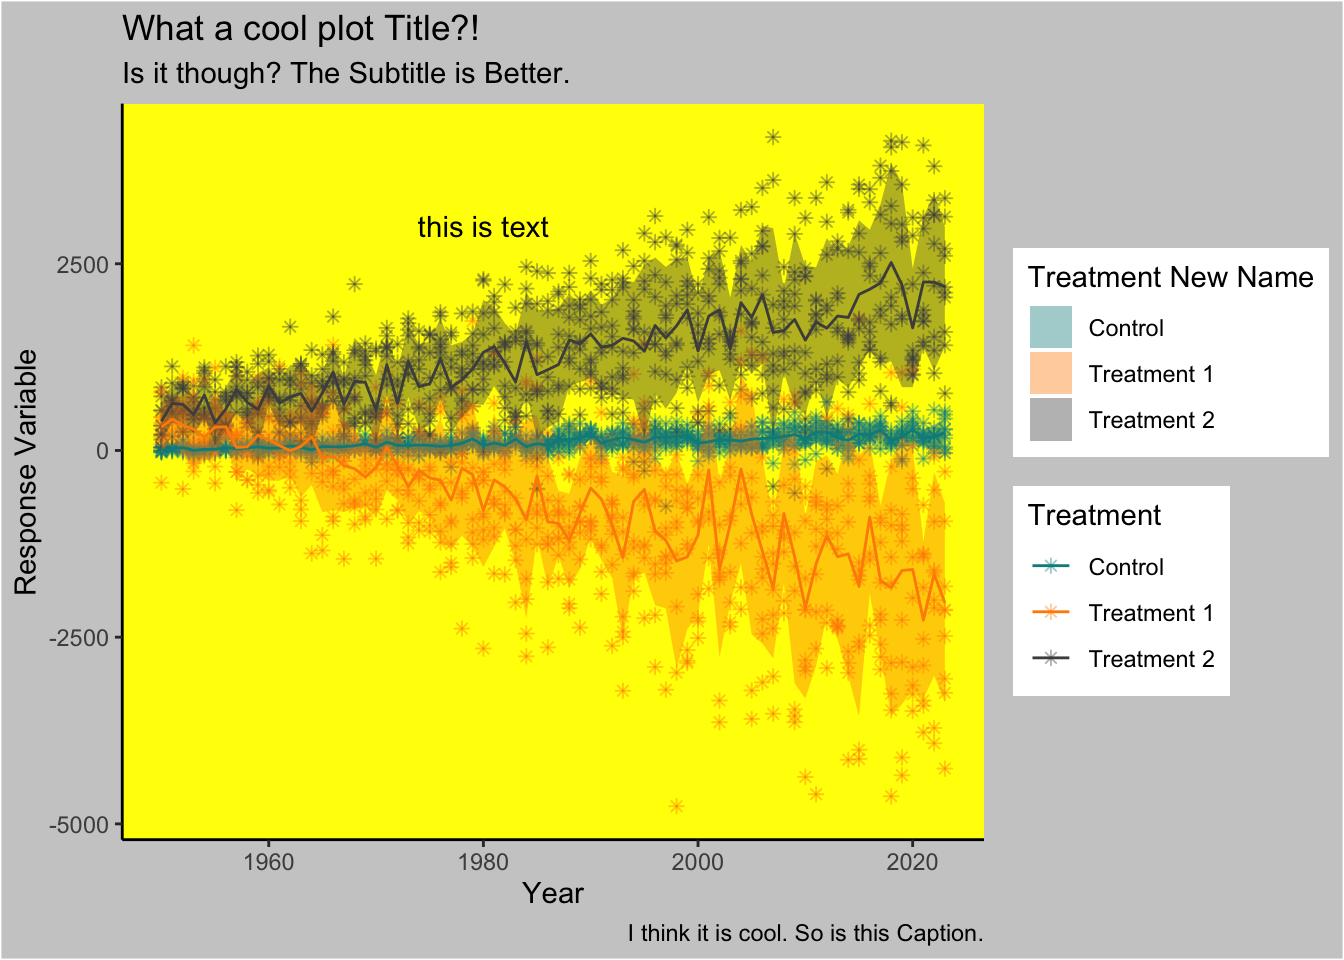 What a cool plot Title?!
Is it though? The Subtitle is Better.
this is text
Response Variable
2500
0
-2500
-5000
1960
1980
2000
2020
Year
I think it is cool. So is this Caption.
Treatment New Name
Control
Treatment 1
Treatment 2
Treatment
Control
Treatment 1
Treatment 2